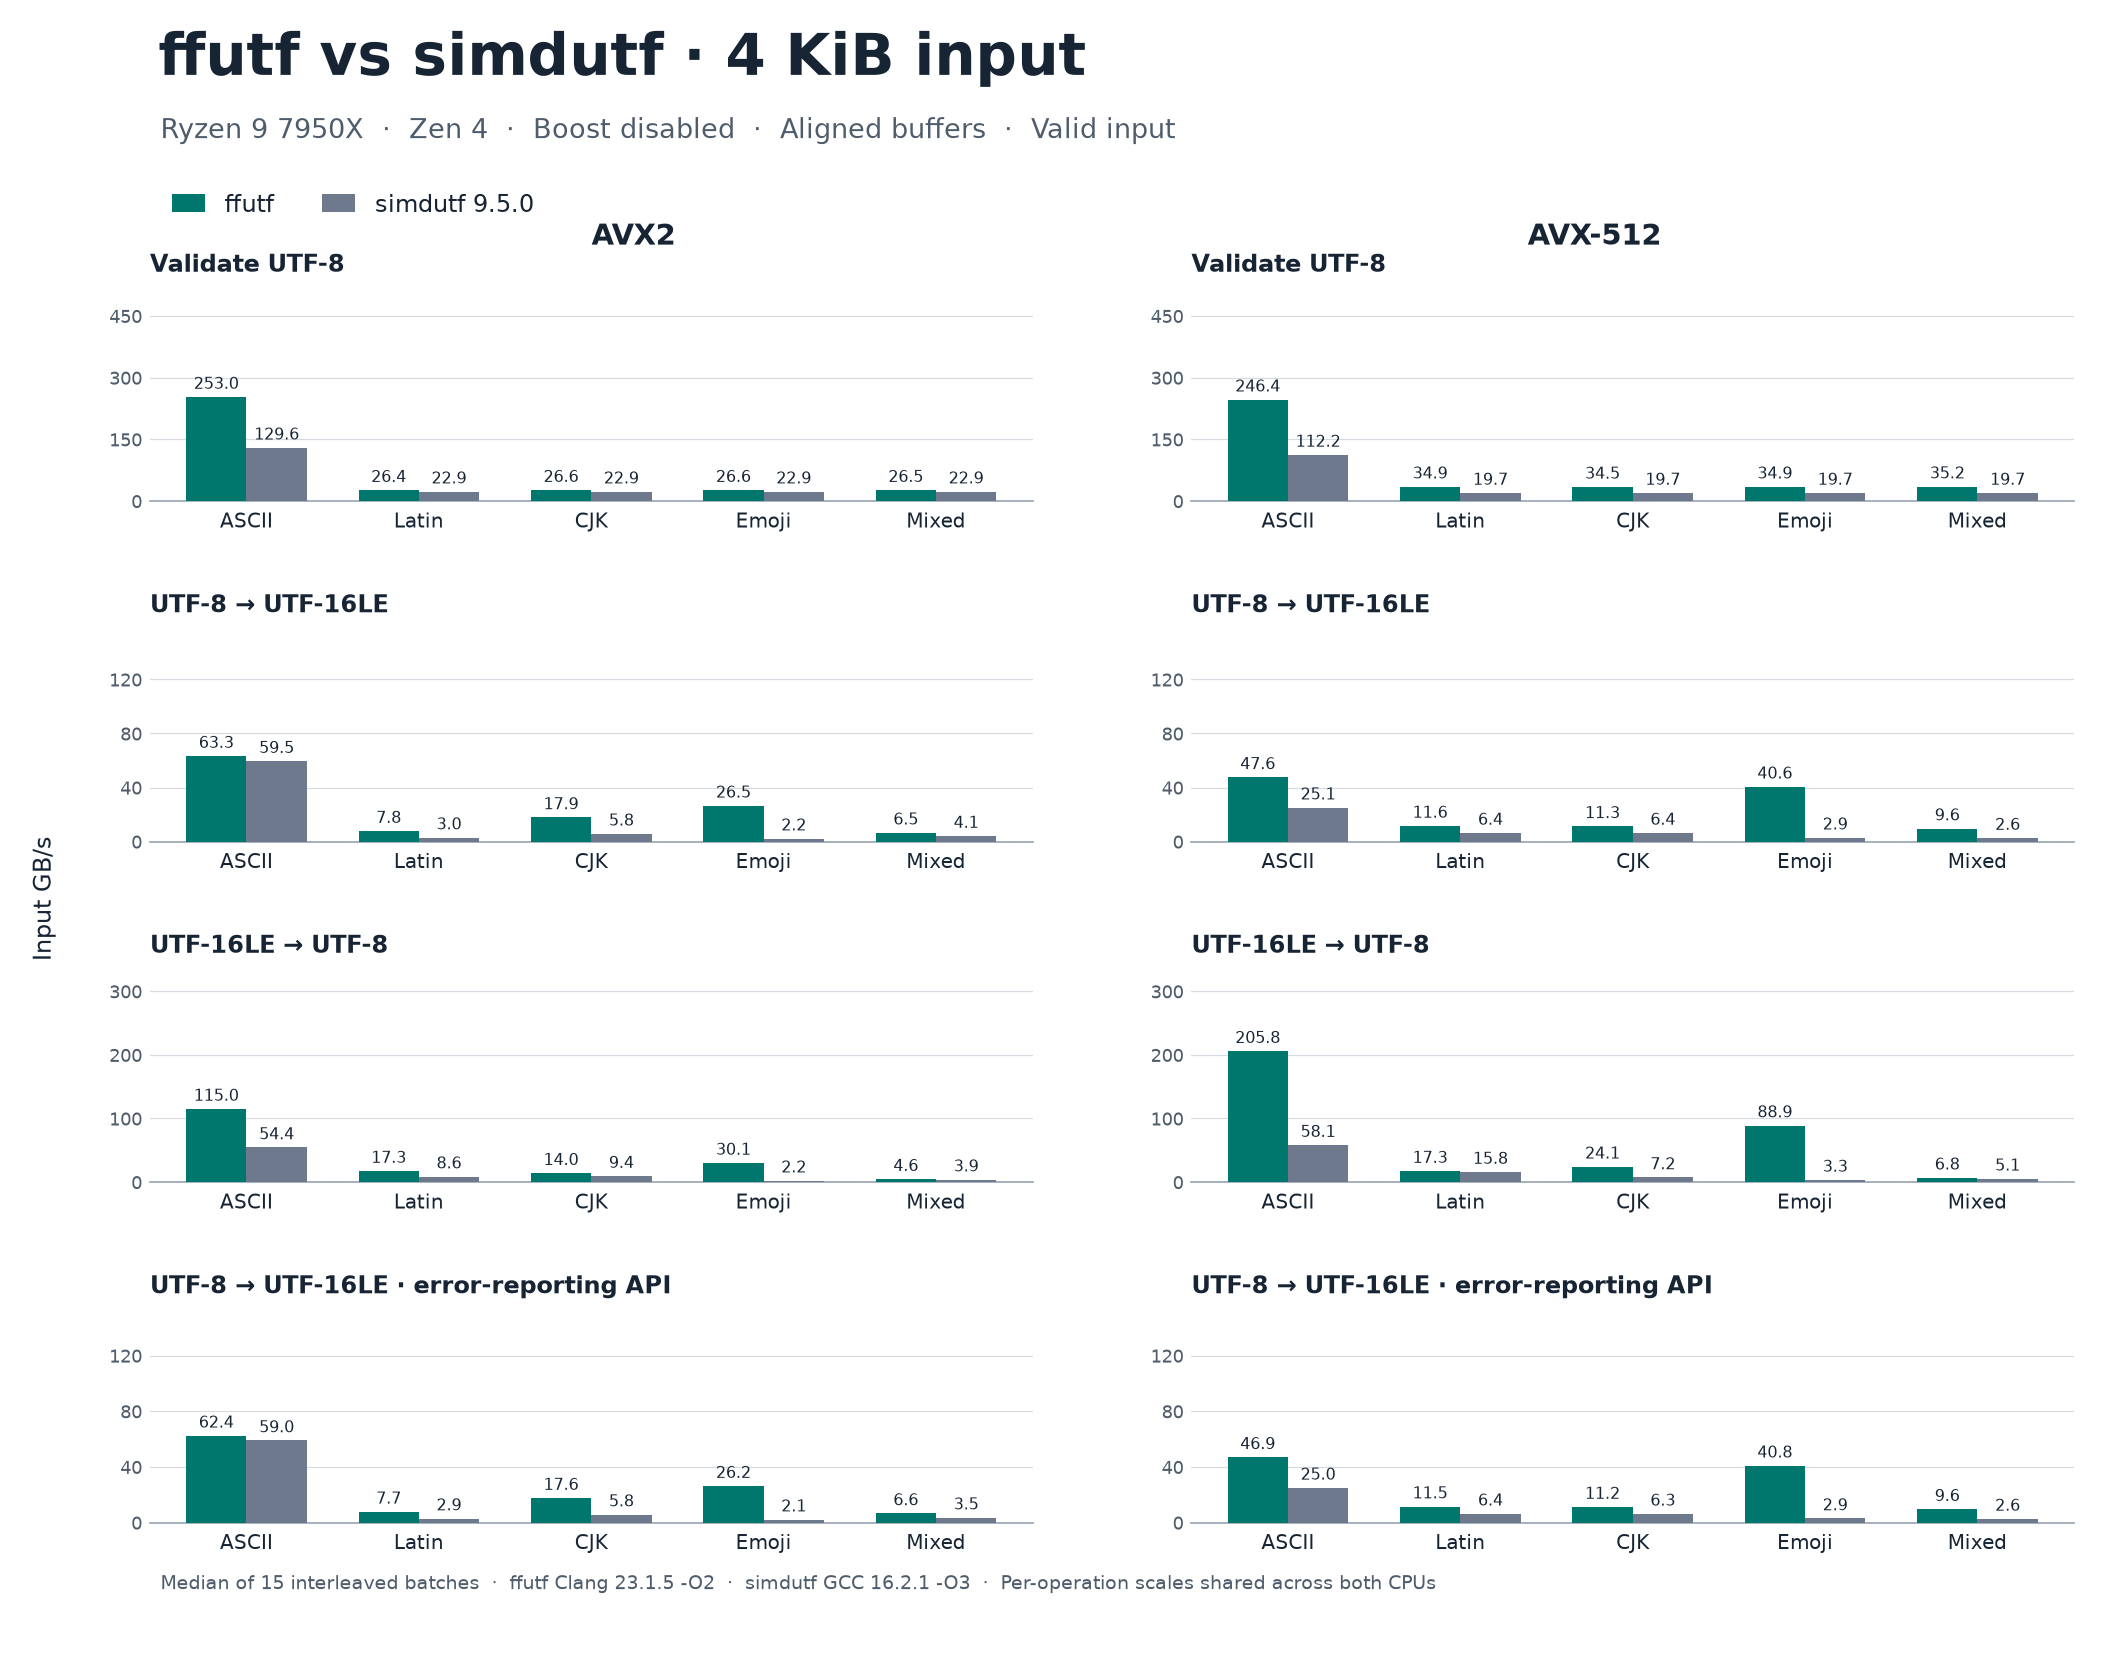 ffutf vs simdutf · 4 KiB input
Ryzen 9 7950X · Zen 4 · Boost disabled · Aligned buffers · Valid input
ffutf simdutf 9.5.0
Input GB/s
AVX2
Validate UTF-8
450
300
150
0
253.0 129.6 26.4 22.9 26.6 22.9 26.6 22.9 26.5 22.9
ASCII Latin CJK Emoji Mixed
UTF-8 → UTF-16LE
120
80
40
0
63.3 59.5 7.8 3.0 17.9 5.8 26.5 2.2 6.5 4.1
ASCII Latin CJK Emoji Mixed
UTF-16LE → UTF-8
300
200
100
0
115.0 54.4 17.3 8.6 14.0 9.4 30.1 2.2 4.6 3.9
ASCII Latin CJK Emoji Mixed
UTF-8 → UTF-16LE · error-reporting API
120
80
40
0
62.4 59.0 7.7 2.9 17.6 5.8 26.2 2.1 6.6 3.5
ASCII Latin CJK Emoji Mixed
AVX-512
Validate UTF-8
450
300
150
0
246.4 112.2 34.9 19.7 34.5 19.7 34.9 19.7 35.2 19.7
ASCII Latin CJK Emoji Mixed
UTF-8 → UTF-16LE
120
80
40
0
47.6 25.1 11.6 6.4 11.3 6.4 40.6 2.9 9.6 2.6
ASCII Latin CJK Emoji Mixed
UTF-16LE → UTF-8
300
200
100
0
205.8 58.1 17.3 15.8 24.1 7.2 88.9 3.3 6.8 5.1
ASCII Latin CJK Emoji Mixed
UTF-8 → UTF-16LE · error-reporting API
120
80
40
0
46.9 25.0 11.5 6.4 11.2 6.3 40.8 2.9 9.6 2.6
ASCII Latin CJK Emoji Mixed
Median of 15 interleaved batches · ffutf Clang 23.1.5 -O2 · simdutf GCC 16.2.1 -O3 · Per-operation scales shared across both CPUs